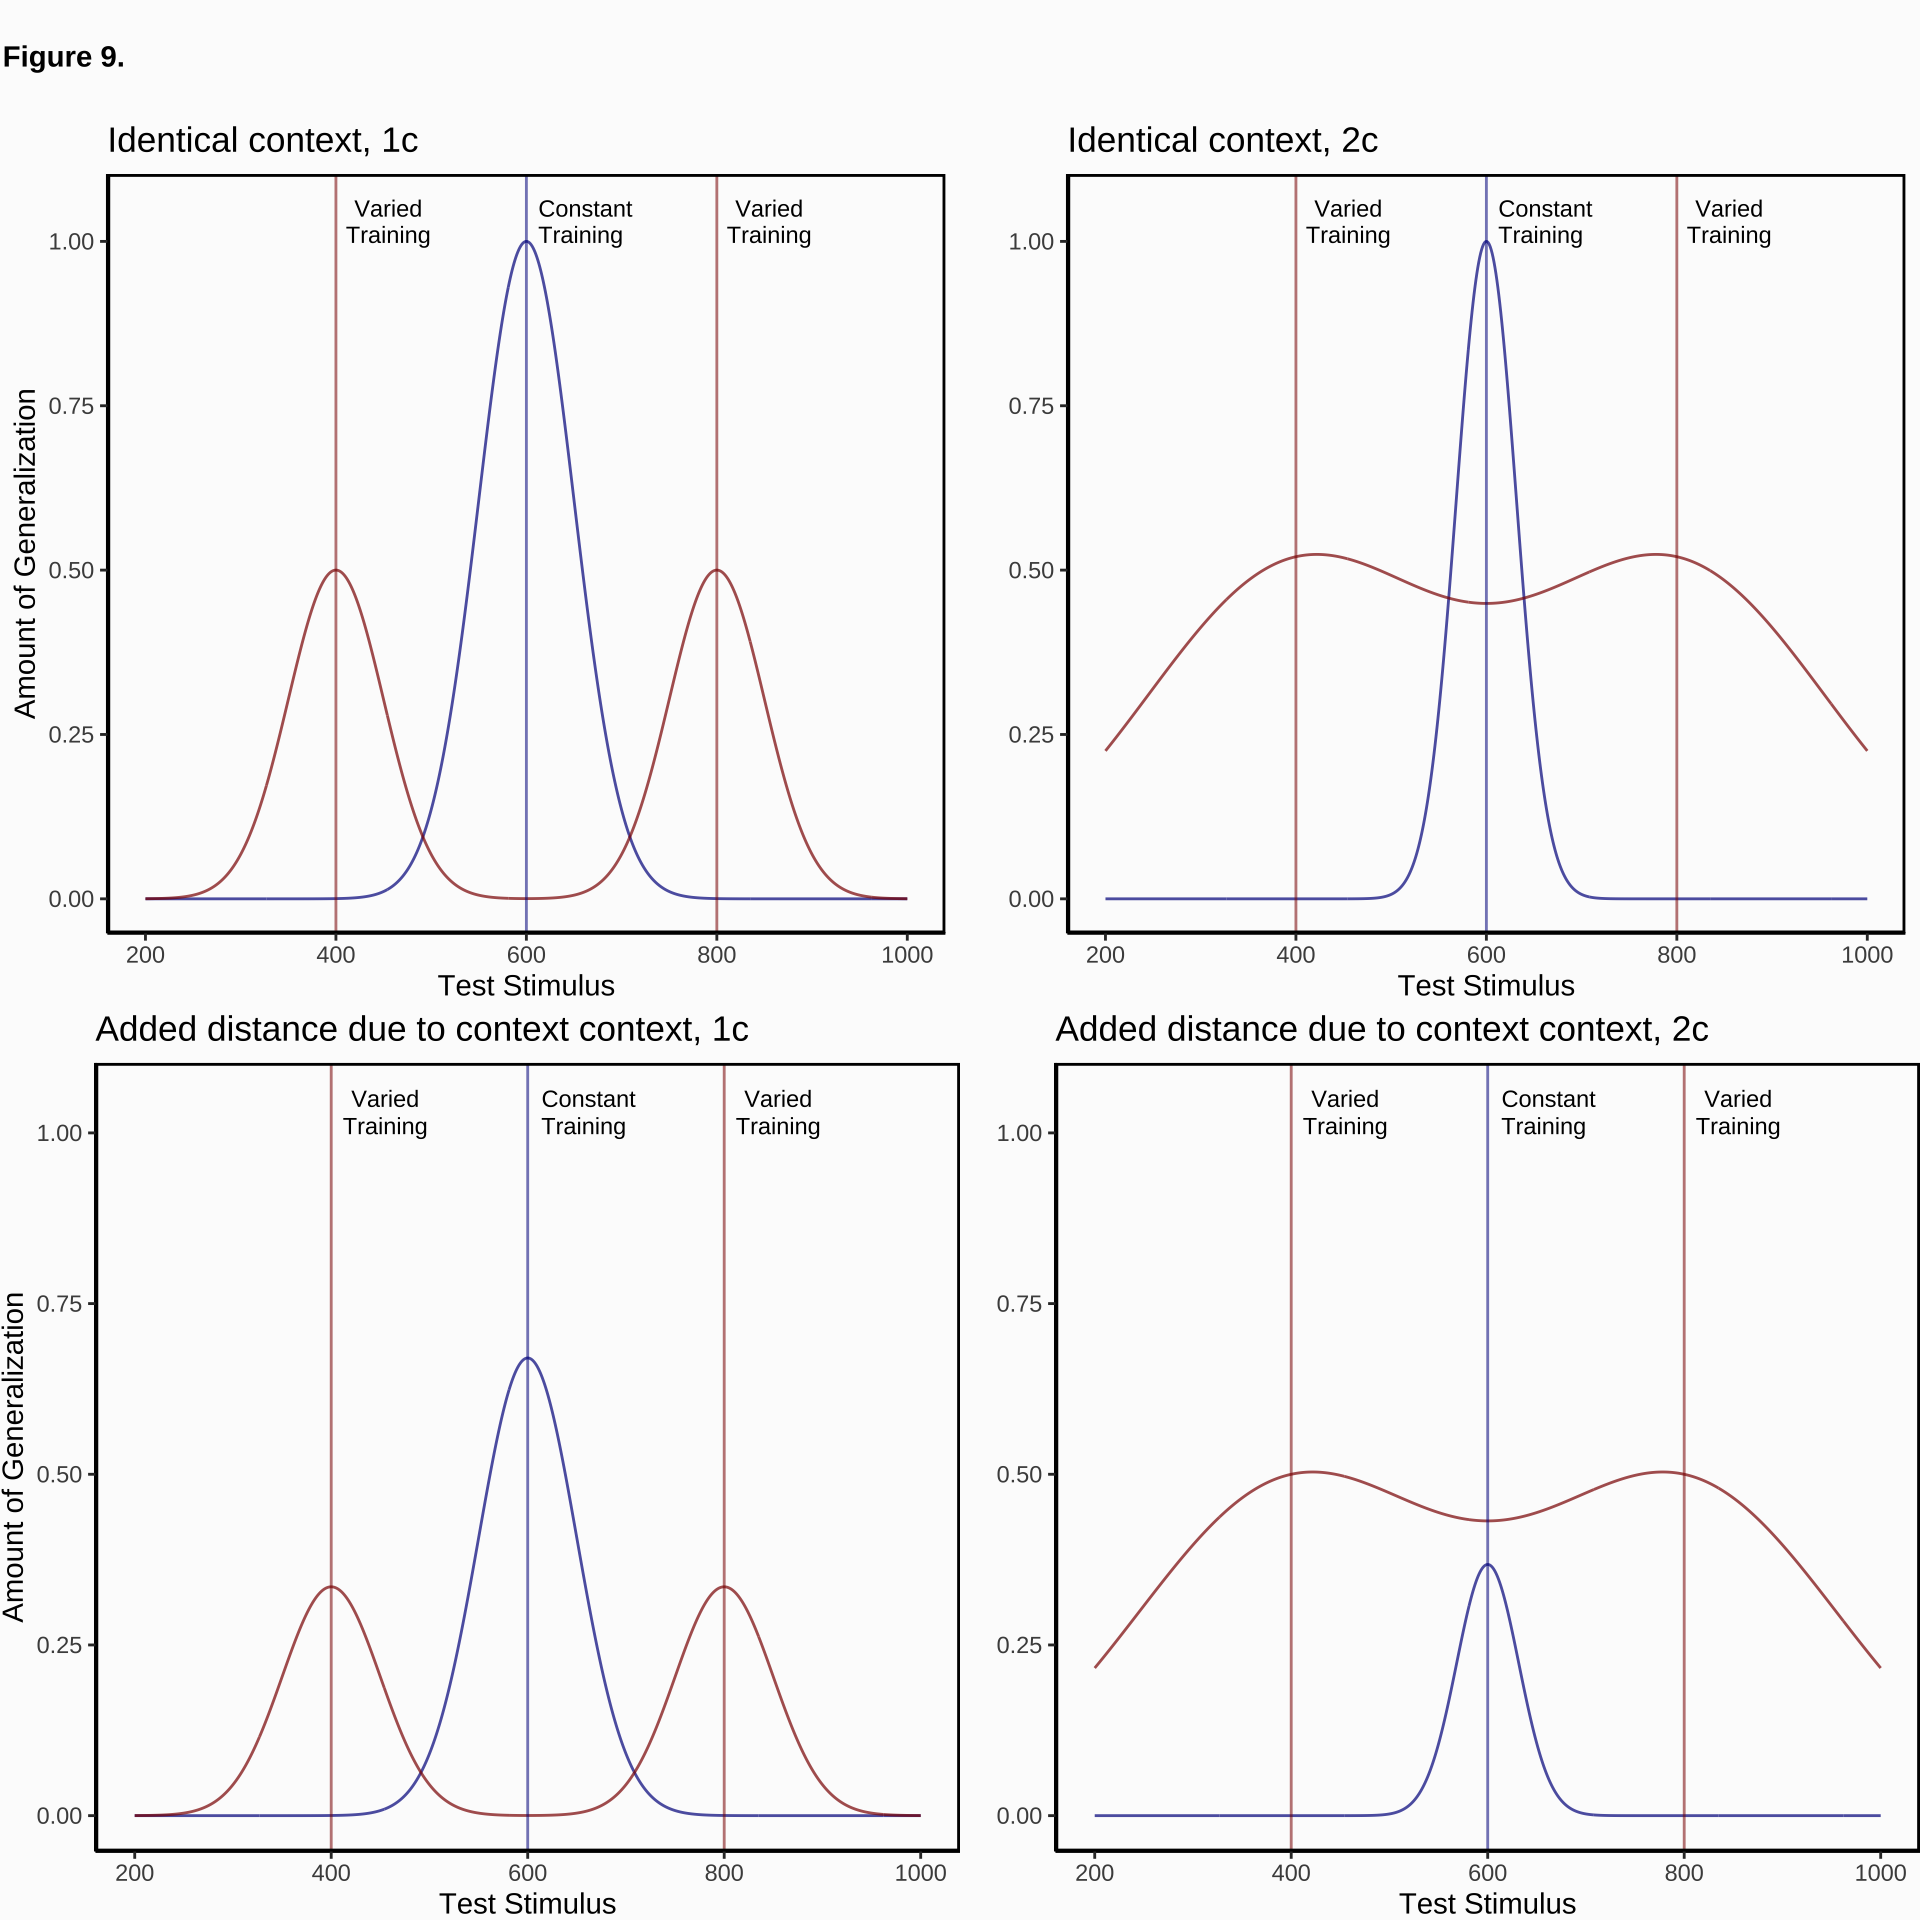 Figure 9.
Identical context, 1c
Varied
Training
Constant
Training
Varied
Training
1.00
0.75
0.50
0.25
0.00
Amount of Generalization
200 400 600 800 1000
Test Stimulus
Identical context, 2c
Varied
Training
Constant
Training
Varied
Training
1.00
0.75
0.50
0.25
0.00
200 400 600 800 1000
Test Stimulus
Added distance due to context context, 1c
Varied
Training
Constant
Training
Varied
Training
1.00
0.75
0.50
0.25
0.00
Amount of Generalization
200 400 600 800 1000
Test Stimulus
Added distance due to context context, 2c
Varied
Training
Constant
Training
Varied
Training
1.00
0.75
0.50
0.25
0.00
200 400 600 800 1000
Test Stimulus